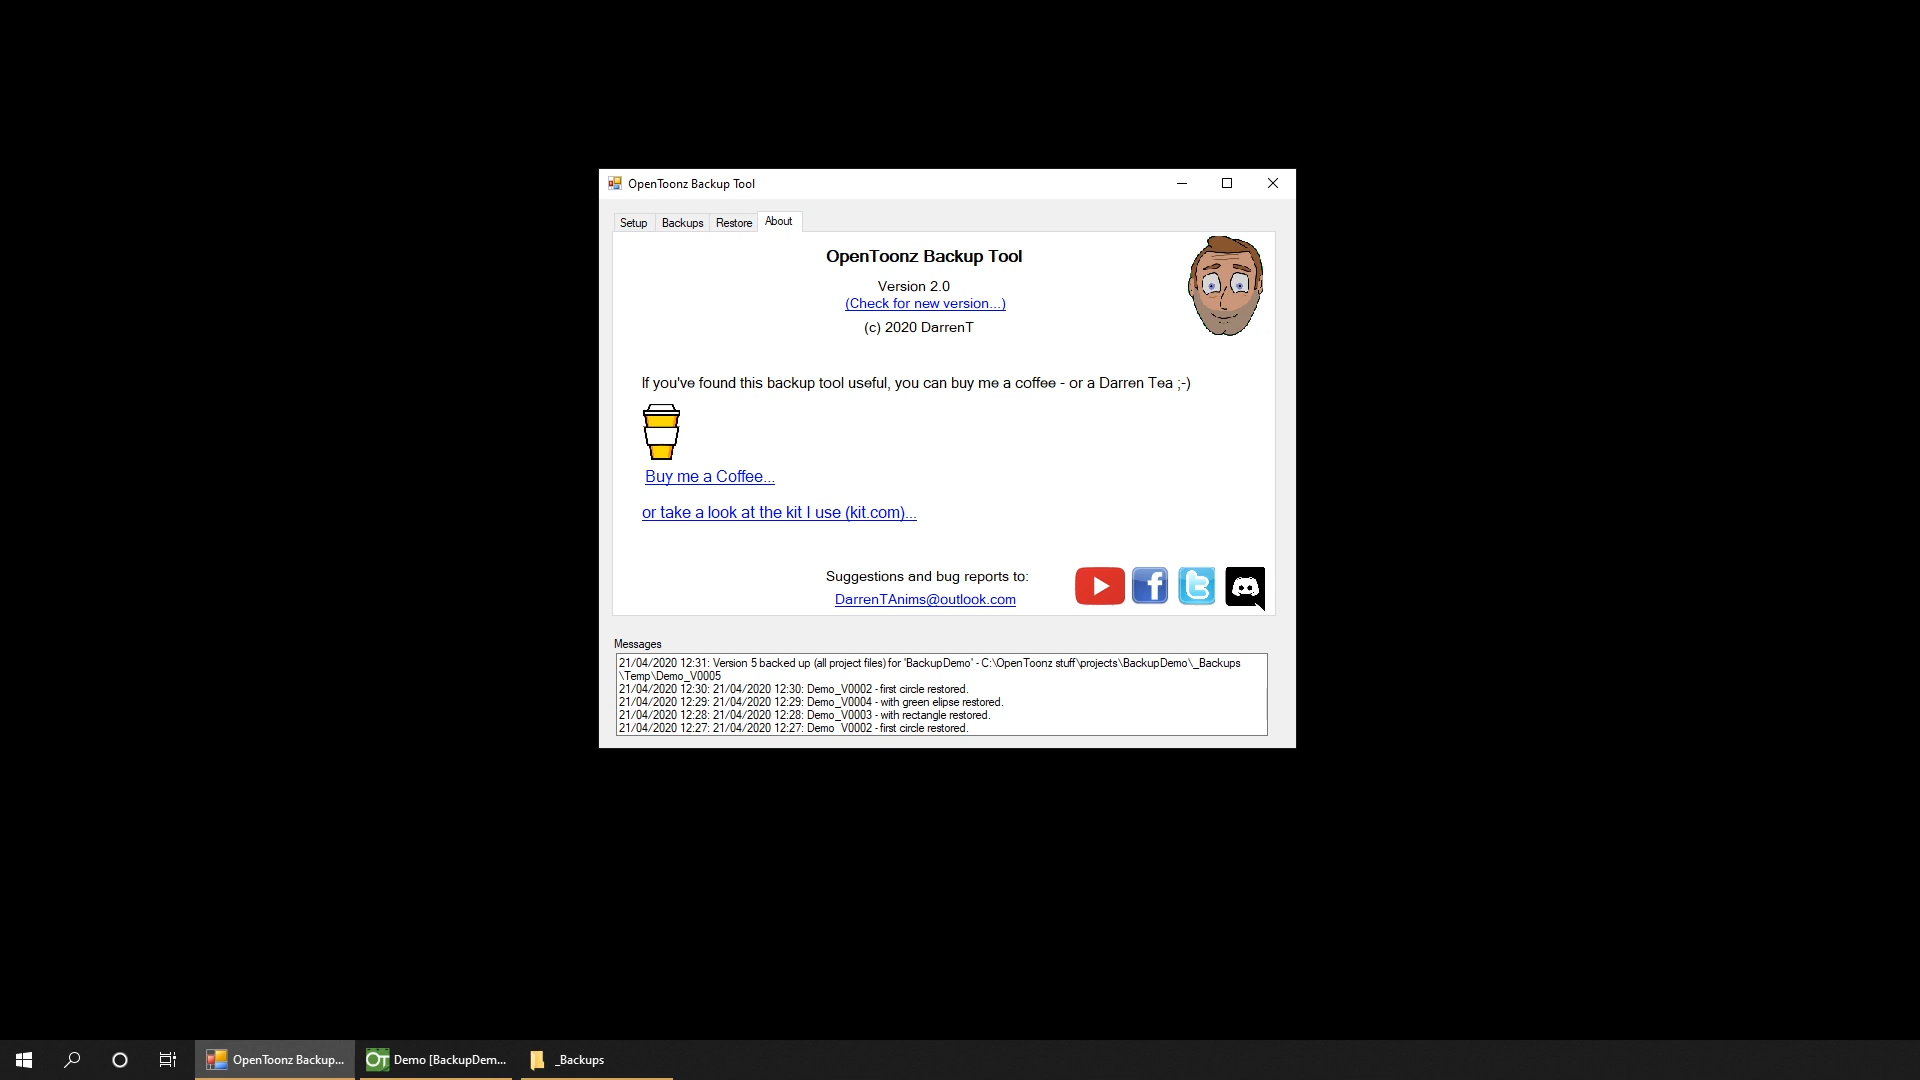 OpenToonz Backup Tool
Setup Backups Restore About
OpenToonz Backup Tool
Version 2.0
(Check for new version...)
(c) 2020 DarrenT
If you've found this backup tool useful, you can buy me a coffee - or a Darren Tea ;-)
Buy me a Coffee...
or take a look at the kit I use (kit.com)...
Suggestions and bug reports to:
DarrenTAnims@outlook.com
Messages
21/04/2020 12:31: Version 5 backed up (all project files) for 'BackupDemo' - C:\OpenToonz stuff\projects\BackupDemo\_Backups
\Temp\Demo_V0005
21/04/2020 12:30: 21/04/2020 12:30: Demo_V0002 - first circle restored.
21/04/2020 12:29: 21/04/2020 12:29: Demo_V0004 - with green elipse restored.
21/04/2020 12:28: 21/04/2020 12:28: Demo_V0003 - with rectangle restored.
21/04/2020 12:27: 21/04/2020 12:27: Demo_V0002 - first circle restored.
OpenToonz Backup... OT Demo [BackupDem... _Backups